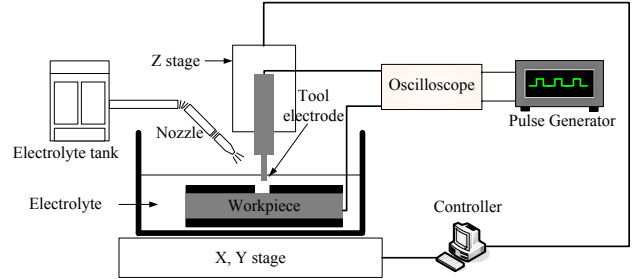 Z stage
Oscilloscope
Tool
electrode
Nozzle
Pulse Generator
Electrolyte tank
Electrolyte
Workpiece
Controller
X, Y stage